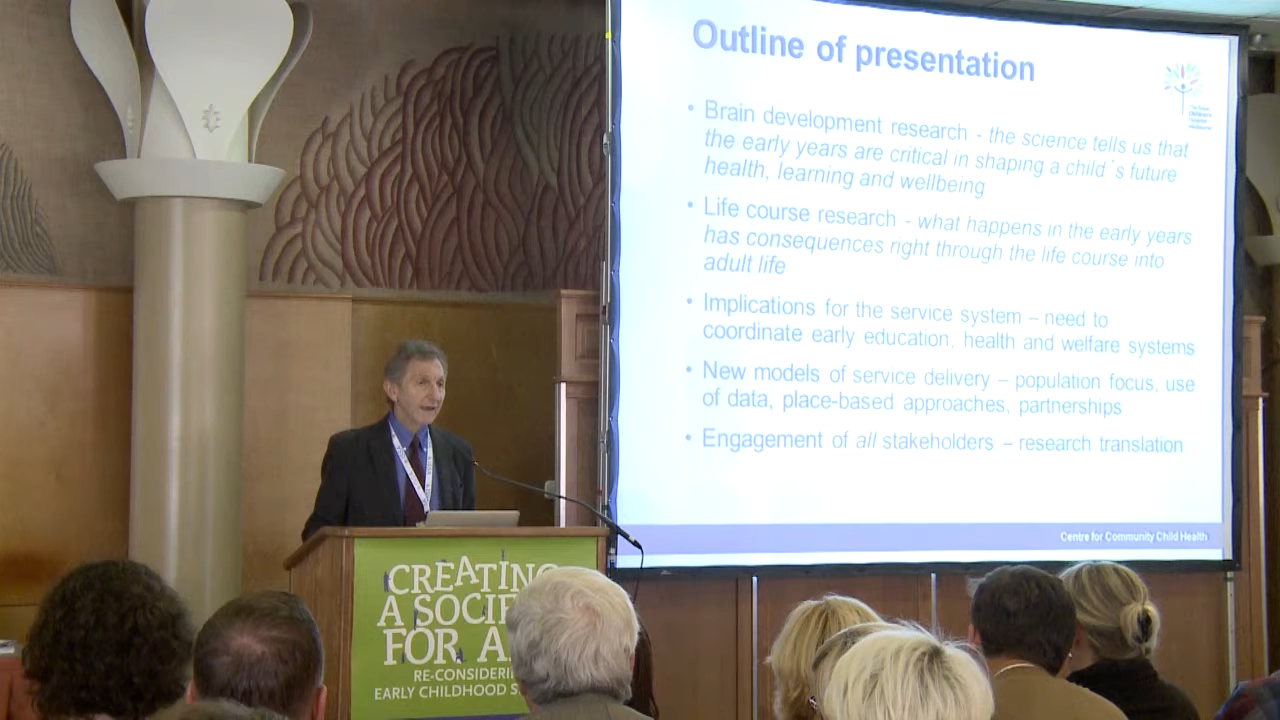 Outline of presentation
• Brain development research - the science tells us that
the early years are critical in shaping a child´s future
health, learning and wellbeing
• Life course research - what happens in the early years
has consequences right through the life course into
adult life
• Implications for the service system – need to
coordinate early education, health and welfare systems
• New models of service delivery – population focus, use
of data, place-based approaches, partnerships
• Engagement of all stakeholders – research translation
Centre for Community Child Health
CREATING
A SOCIE
FOR A
RE-CONSIDERI
EARLY CHILDHOOD S